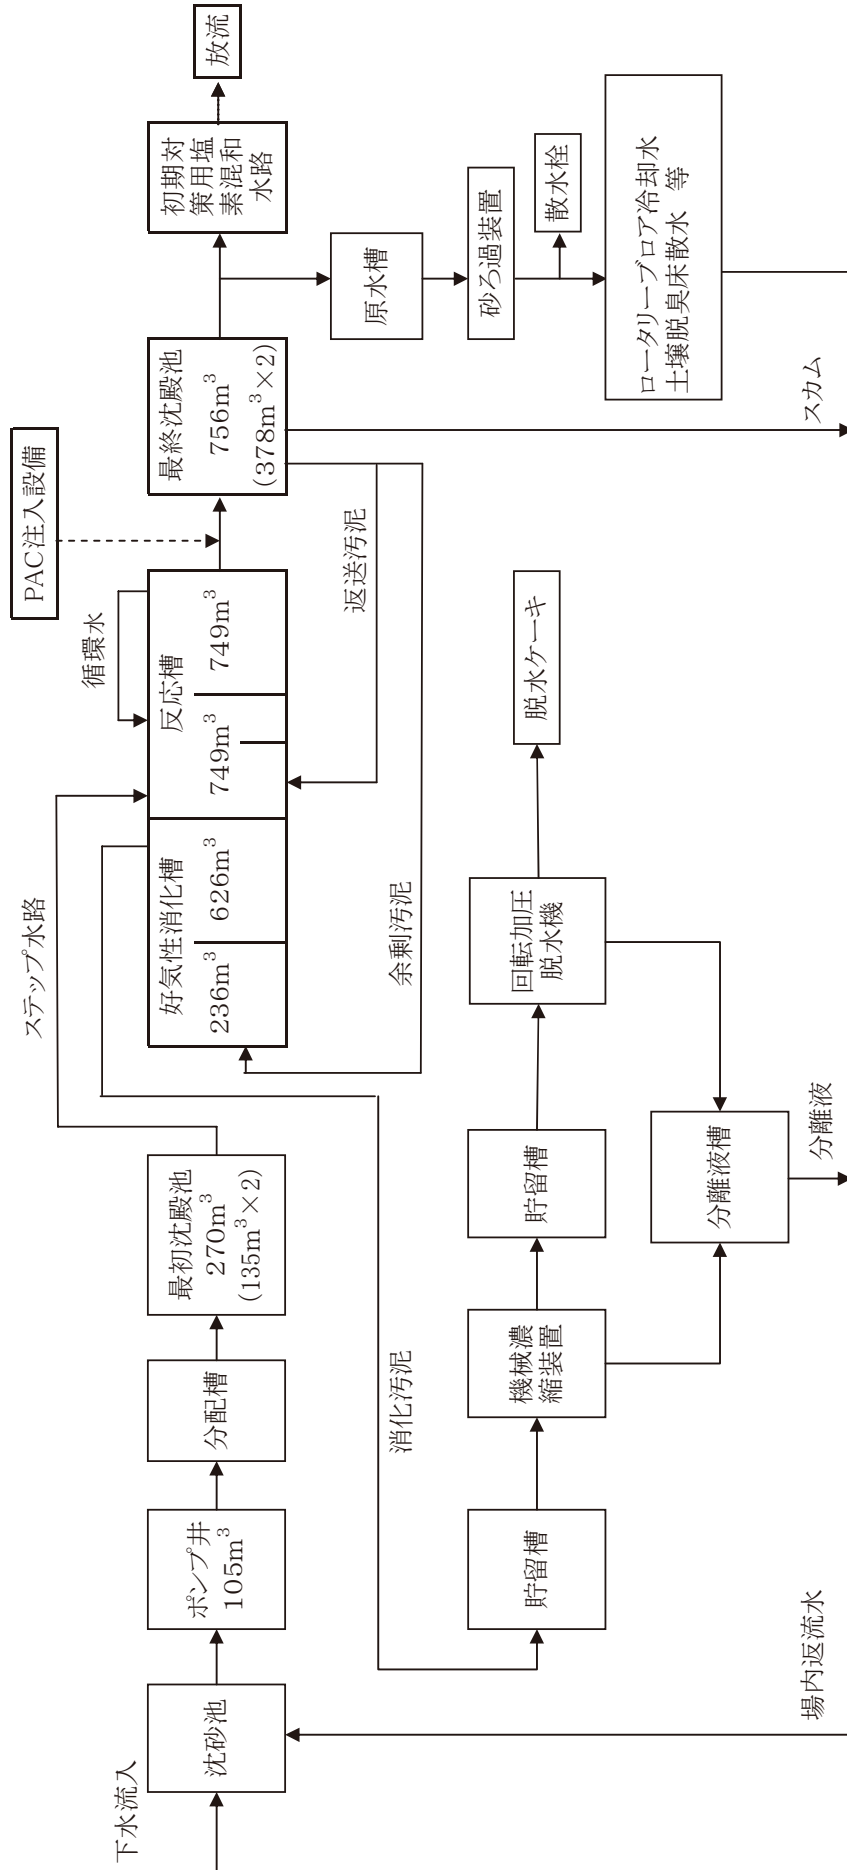 下水流入
沈砂池
ポンプ井
105m³
分配槽
最初沈殿池
270m³
(135m³×2)
ステップ水路
好気性消化槽
236m³
626m³
反応槽
749m³
749m³
循環水
PAC注入設備
最終沈殿池
756m³
(378m³×2)
初期対
策用塩
素混和
水路
放流
返送汚泥
余剰汚泥
原水槽
砂ろ過装置
散水栓
ロータリーブロア冷却水
土壌脱臭床散水 等
スカム
消化汚泥
貯留槽
機械濃
縮装置
貯留槽
回転加圧
脱水機
脱水ケーキ
分離液槽
分離液
場内返流水